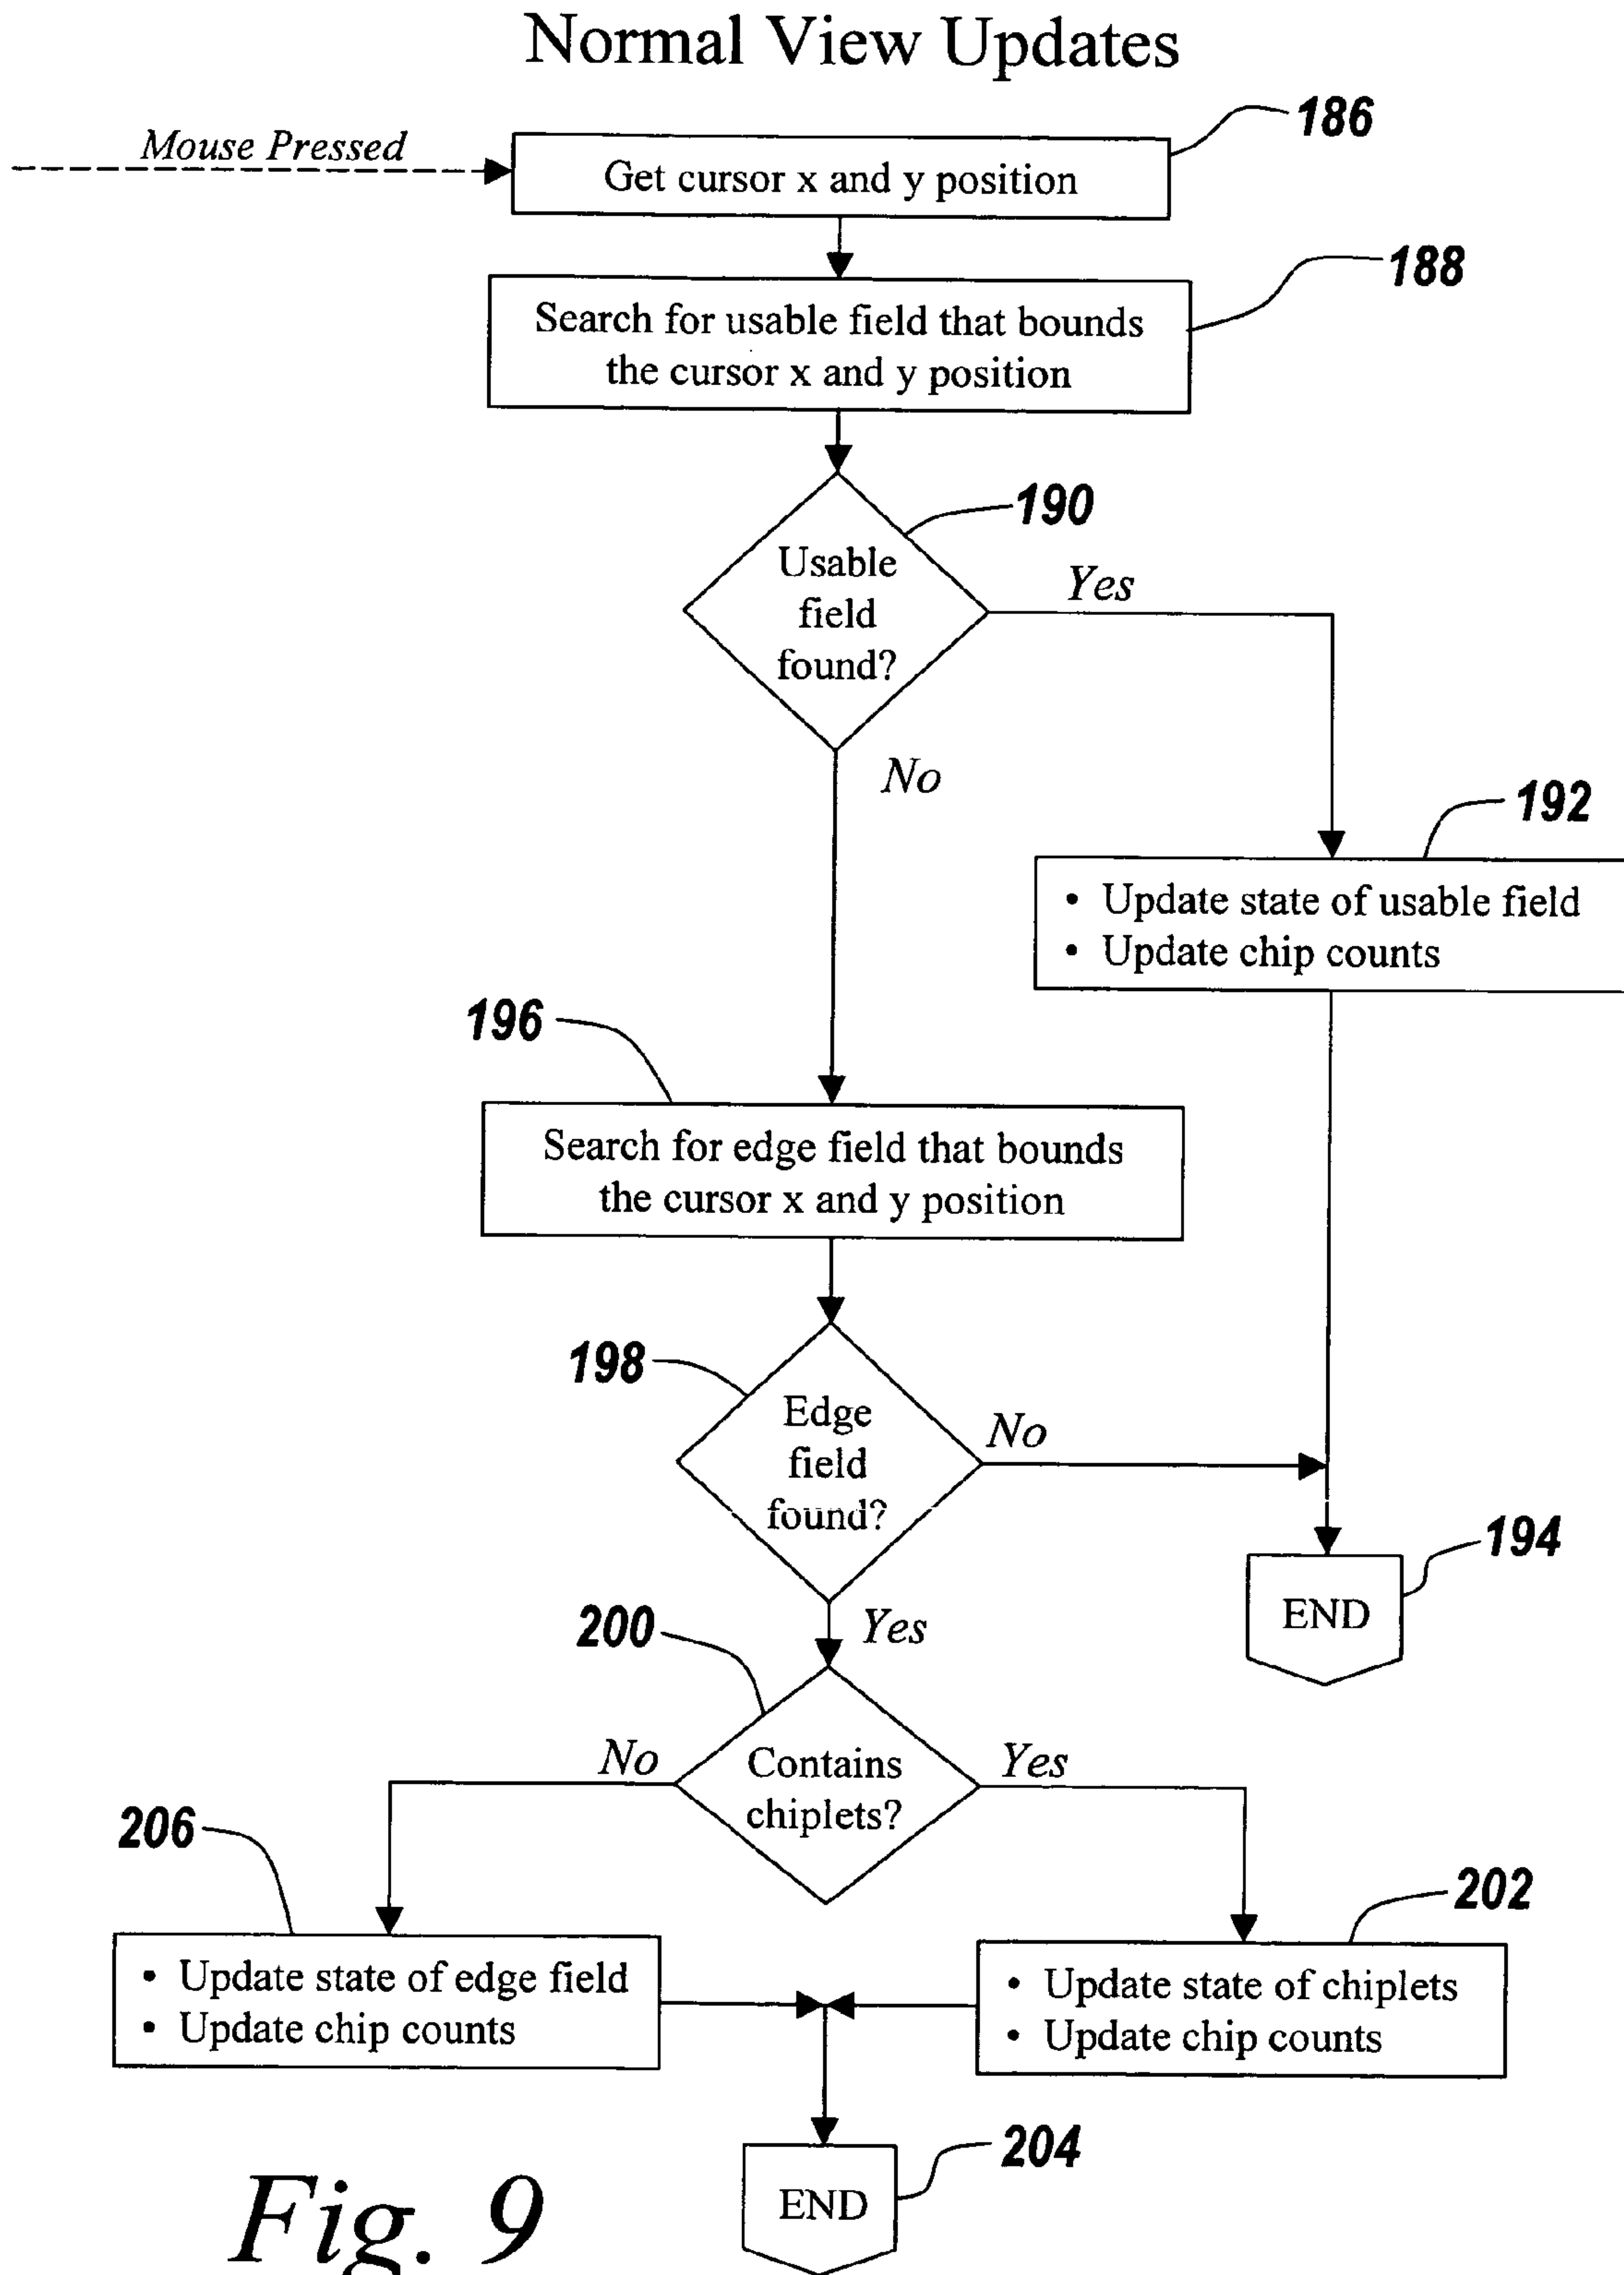 Normal View Updates
Mouse Pressed
186
Get cursor x and y position
188
Search for usable field that bounds
the cursor x and y position
190
Usable
field
found?
Yes
No
192
• Update state of usable field
• Update chip counts
196
Search for edge field that bounds
the cursor x and y position
198
Edge
field
found?
No
194
END
200
Yes
Contains
chiplets?
No
Yes
206
202
• Update state of edge field
• Update chip counts
• Update state of chiplets
• Update chip counts
204
END
Fig. 9